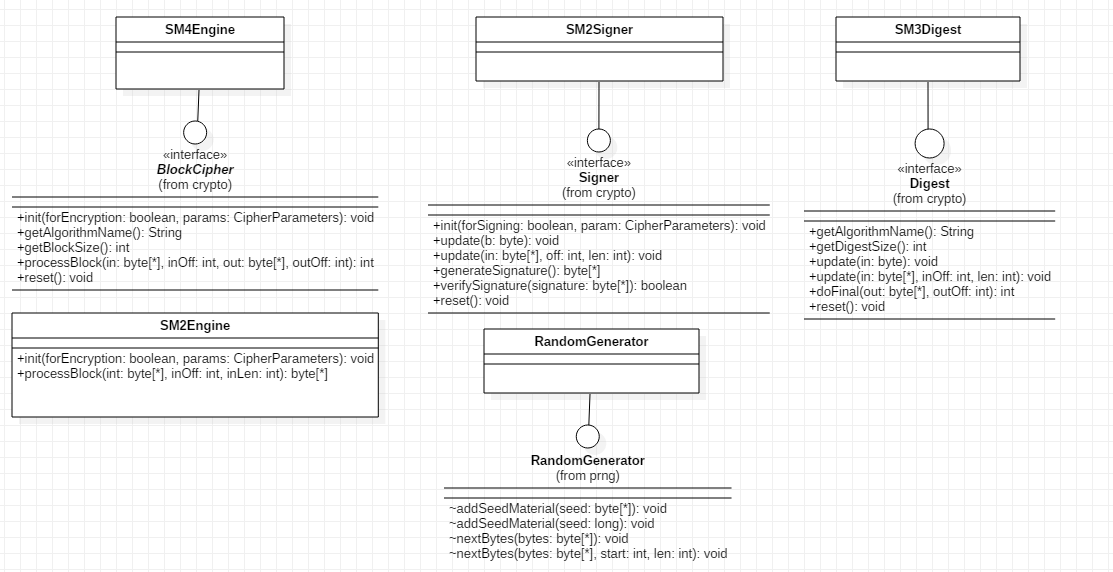 SM4Engine
«interface»
BlockCipher
(from crypto)
+init(forEncryption: boolean, params: CipherParameters): void
+getAlgorithmName(): String
+getBlockSize(): int
+processBlock(in: byte[*], inOff: int, out: byte[*], outOff: int): int
+reset(): void
SM2Engine
+init(forEncryption: boolean, params: CipherParameters): void
+processBlock(int: byte[*], inOff: int, inLen: int): byte[*]
SM2Signer
«interface»
Signer
(from crypto)
+init(forSigning: boolean, param: CipherParameters): void
+update(b: byte): void
+update(in: byte[*], off: int, len: int): void
+generateSignature(): byte[*]
+verifySignature(signature: byte[*]): boolean
+reset(): void
RandomGenerator
RandomGenerator
(from prng)
~addSeedMaterial(seed: byte[*]): void
~addSeedMaterial(seed: long): void
~nextBytes(bytes: byte[*]): void
~nextBytes(bytes: byte[*], start: int, len: int): void
SM3Digest
«interface»
Digest
(from crypto)
+getAlgorithmName(): String
+getDigestSize(): int
+update(in: byte): void
+update(in: byte[*], inOff: int, len: int): void
+doFinal(out: byte[*], outOff: int): int
+reset(): void